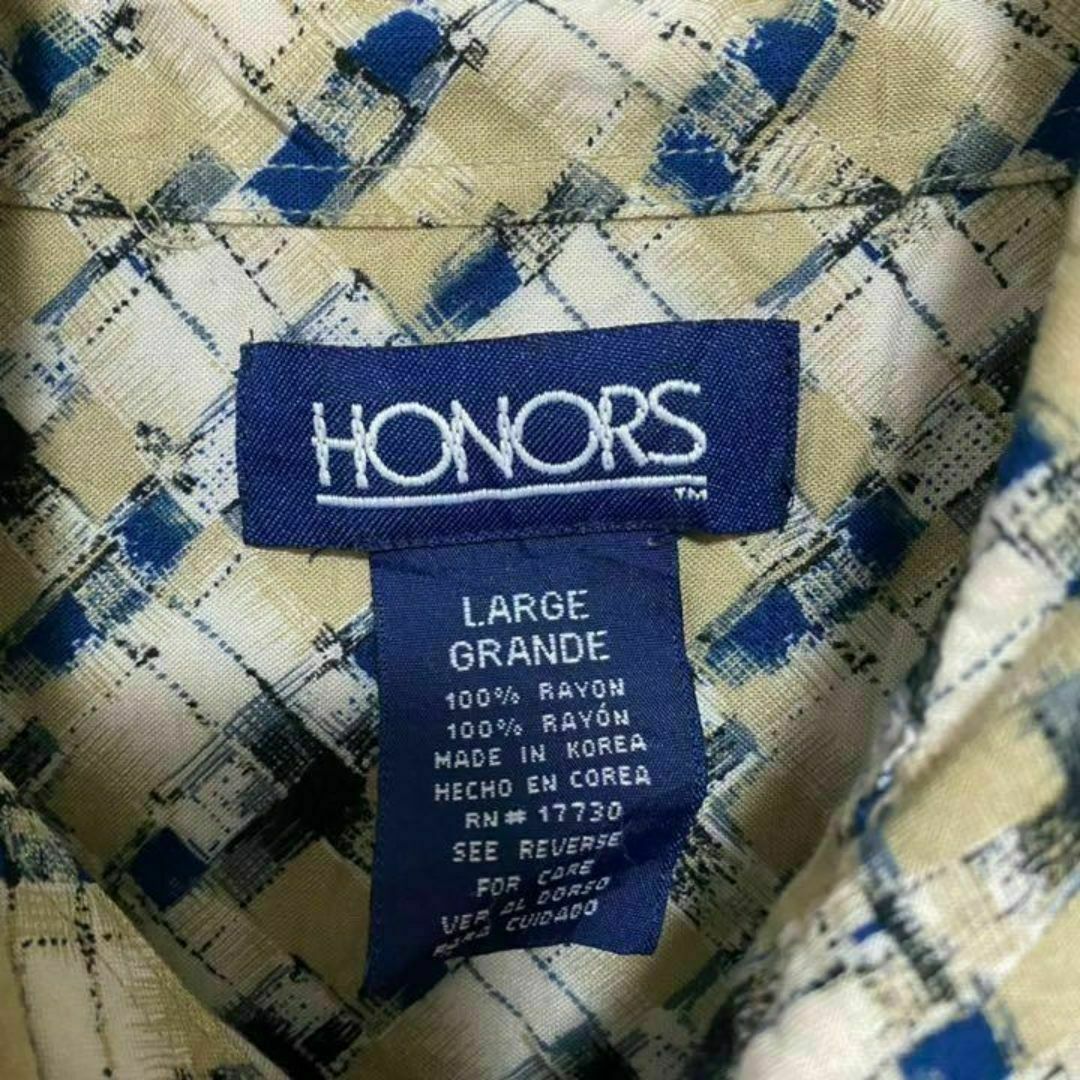 HONORS
TM
LARGE
GRANDE
100% RAYON
100% RAYÓN
MADE IN KOREA
HECHO EN COREA
RN# 17730
SEE REVERSE
FOR CARE
VER AL DORSO
PARA CUIDADO